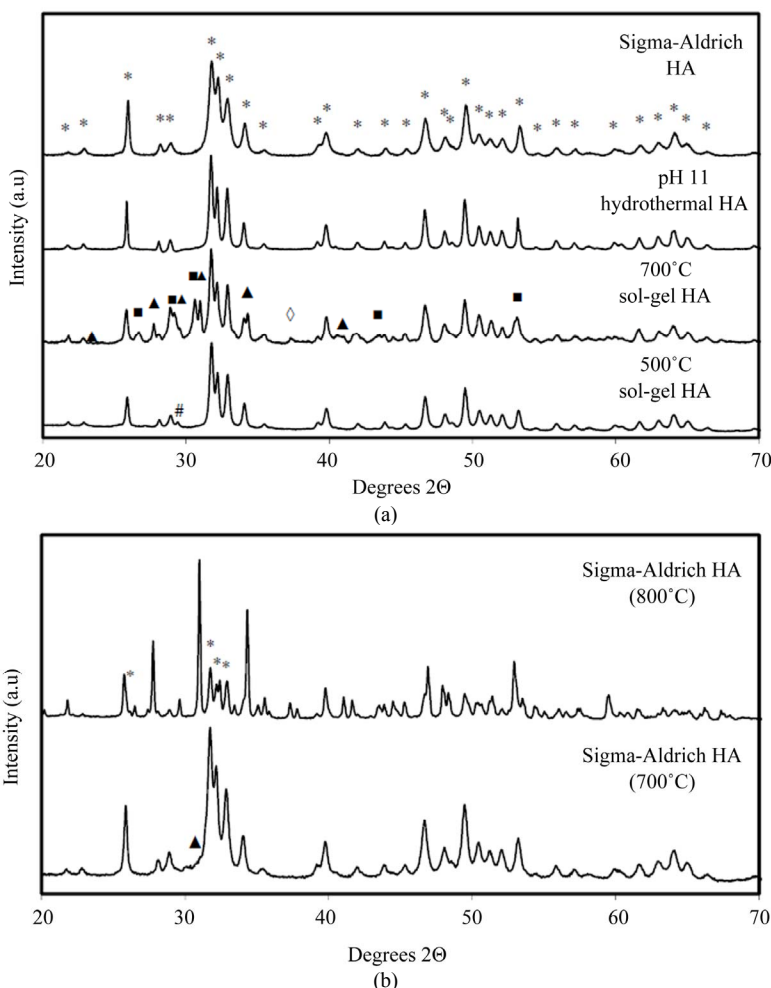 Sigma-Aldrich
HA
pH 11
hydrothermal HA
700˚C
sol-gel HA
500˚C
sol-gel HA
#
Intensity (a.u)
20 30 40 50 60 70
Degrees 2Θ
(a)
Sigma-Aldrich HA
(800˚C)
Sigma-Aldrich HA
(700˚C)
Intensity (a.u)
20 30 40 50 60 70
Degrees 2Θ
(b)